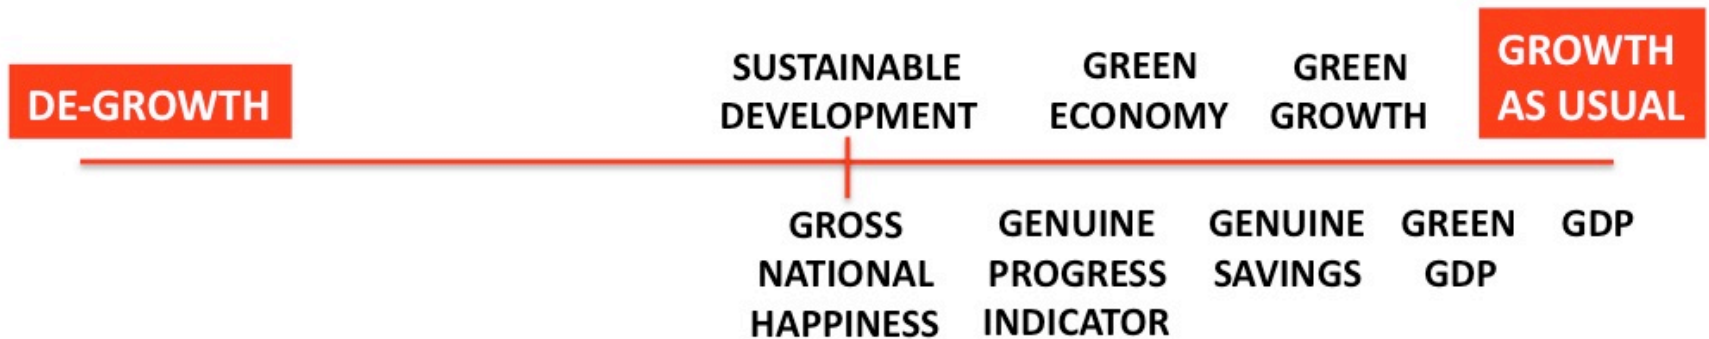 DE-GROWTH
SUSTAINABLE
DEVELOPMENT
GREEN
ECONOMY
GREEN
GROWTH
GROWTH
AS USUAL
GROSS
NATIONAL
HAPPINESS
GENUINE
PROGRESS
INDICATOR
GENUINE
SAVINGS
GREEN
GDP
GDP